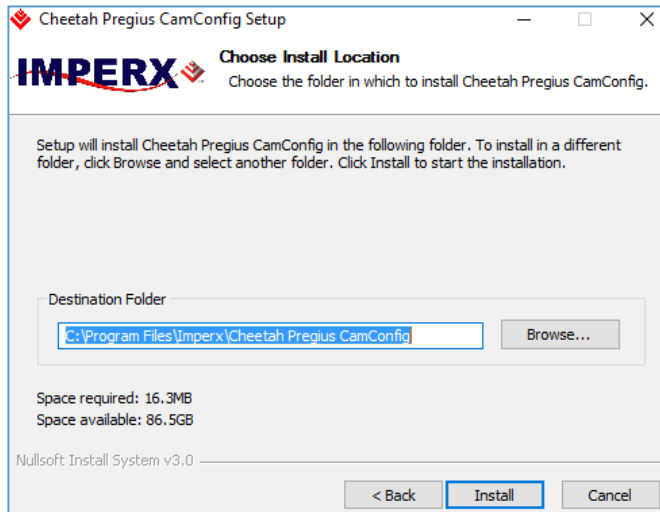 Cheetah Pregius CamConfig Setup
IMPERX
Choose Install Location
Choose the folder in which to install Cheetah Pregius CamConfig.
Setup will install Cheetah Pregius CamConfig in the following folder. To install in a different
folder, click Browse and select another folder. Click Install to start the installation.
Destination Folder
C:\Program Files\Imperx\Cheetah Pregius CamConfig
Browse...
Space required: 16.3MB
Space available: 86.5GB
Nullsoft Install System v3.0
< Back
Install
Cancel